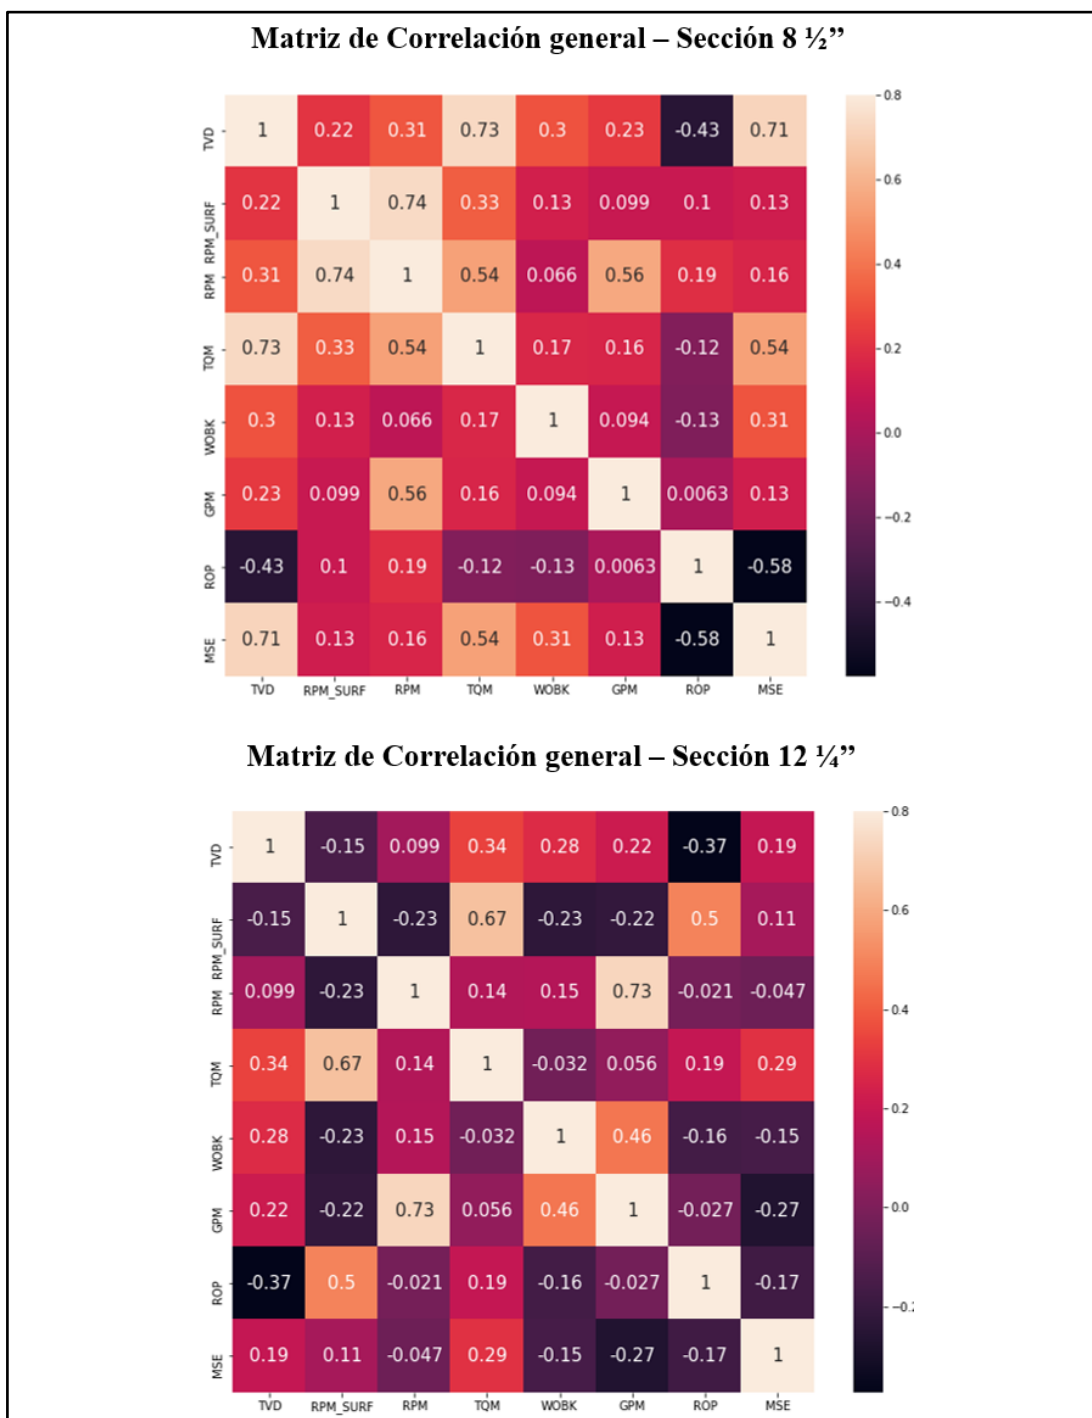 Matriz de Correlación general – Sección 8 ½”
TVD 1 0.22 0.31 0.73 0.3 0.23 -0.43 0.71
RPM_SURF 0.22 1 0.74 0.33 0.13 0.099 0.1 0.13
RPM 0.31 0.74 1 0.54 0.066 0.56 0.19 0.16
TQM 0.73 0.33 0.54 1 0.17 0.16 -0.12 0.54
WOBK 0.3 0.13 0.066 0.17 1 0.094 -0.13 0.31
GPM 0.23 0.099 0.56 0.16 0.094 1 0.0063 0.13
ROP -0.43 0.1 0.19 -0.12 -0.13 0.0063 1 -0.58
MSE 0.71 0.13 0.16 0.54 0.31 0.13 -0.58 1
TVD RPM_SURF RPM TQM WOBK GPM ROP MSE
0.8
0.6
0.4
0.2
0.0
-0.2
-0.4
Matriz de Correlación general – Sección 12 ¼”
TVD 1 -0.15 0.099 0.34 0.28 0.22 -0.37 0.19
RPM_SURF -0.15 1 -0.23 0.67 -0.23 -0.22 0.5 0.11
RPM 0.099 -0.23 1 0.14 0.15 0.73 -0.021 -0.047
TQM 0.34 0.67 0.14 1 -0.032 0.056 0.19 0.29
WOBK 0.28 -0.23 0.15 -0.032 1 0.46 -0.16 -0.15
GPM 0.22 -0.22 0.73 0.056 0.46 1 -0.027 -0.27
ROP -0.37 0.5 -0.021 0.19 -0.16 -0.027 1 -0.17
MSE 0.19 0.11 -0.047 0.29 -0.15 -0.27 -0.17 1
TVD RPM_SURF RPM TQM WOBK GPM ROP MSE
0.8
0.6
0.4
0.2
0.0